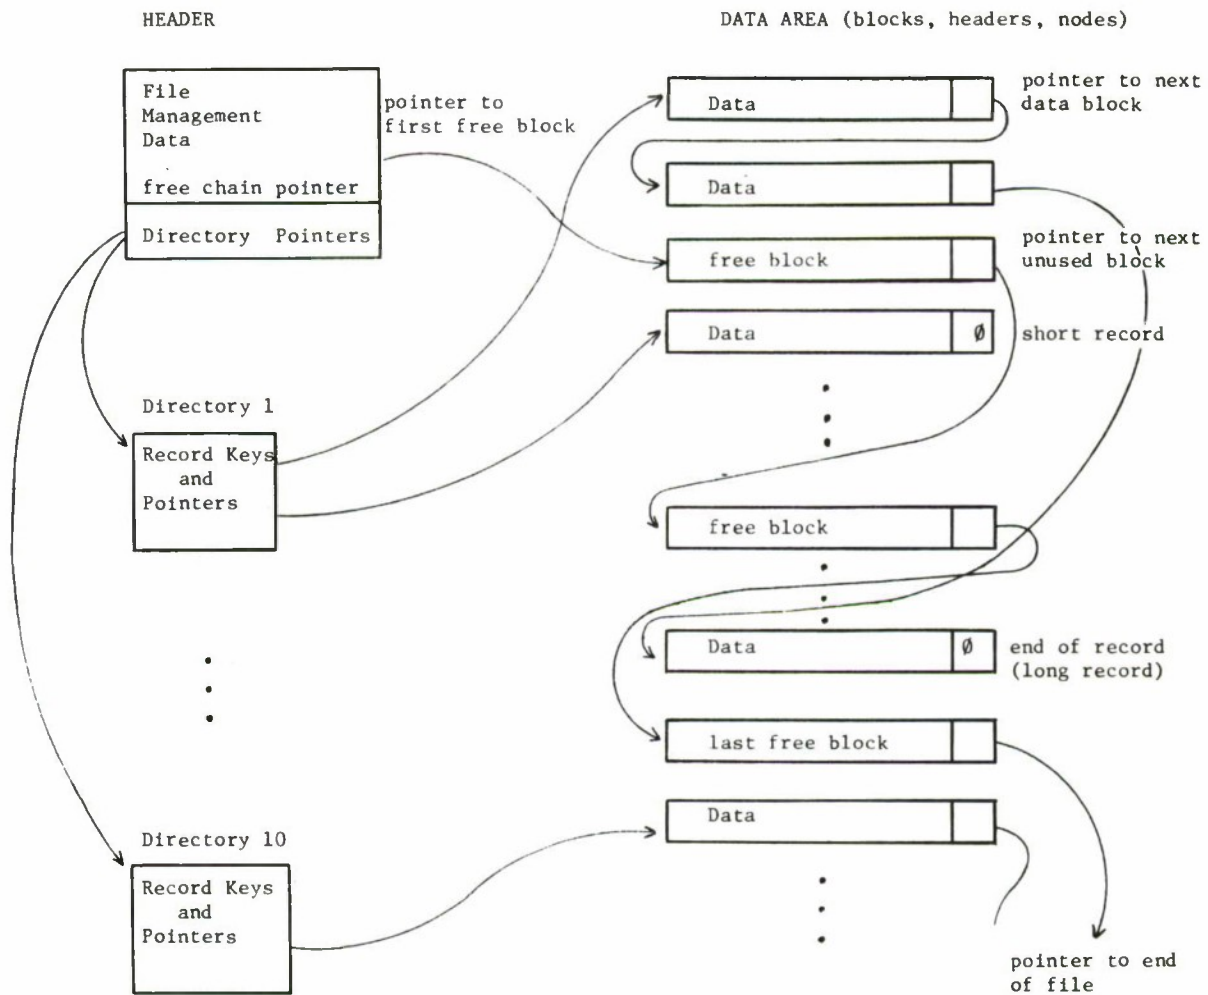 HEADER
DATA AREA (blocks, headers, nodes)
File
Management
Data
free chain pointer
Directory Pointers
pointer to
first free block
Data
pointer to next
data block
Data
free block
pointer to next
unused block
Data Ø
short record
Directory 1
Record Keys
and
Pointers
free block
Data Ø
end of record
(long record)
last free block
Data
Directory 10
Record Keys
and
Pointers
pointer to end
of file